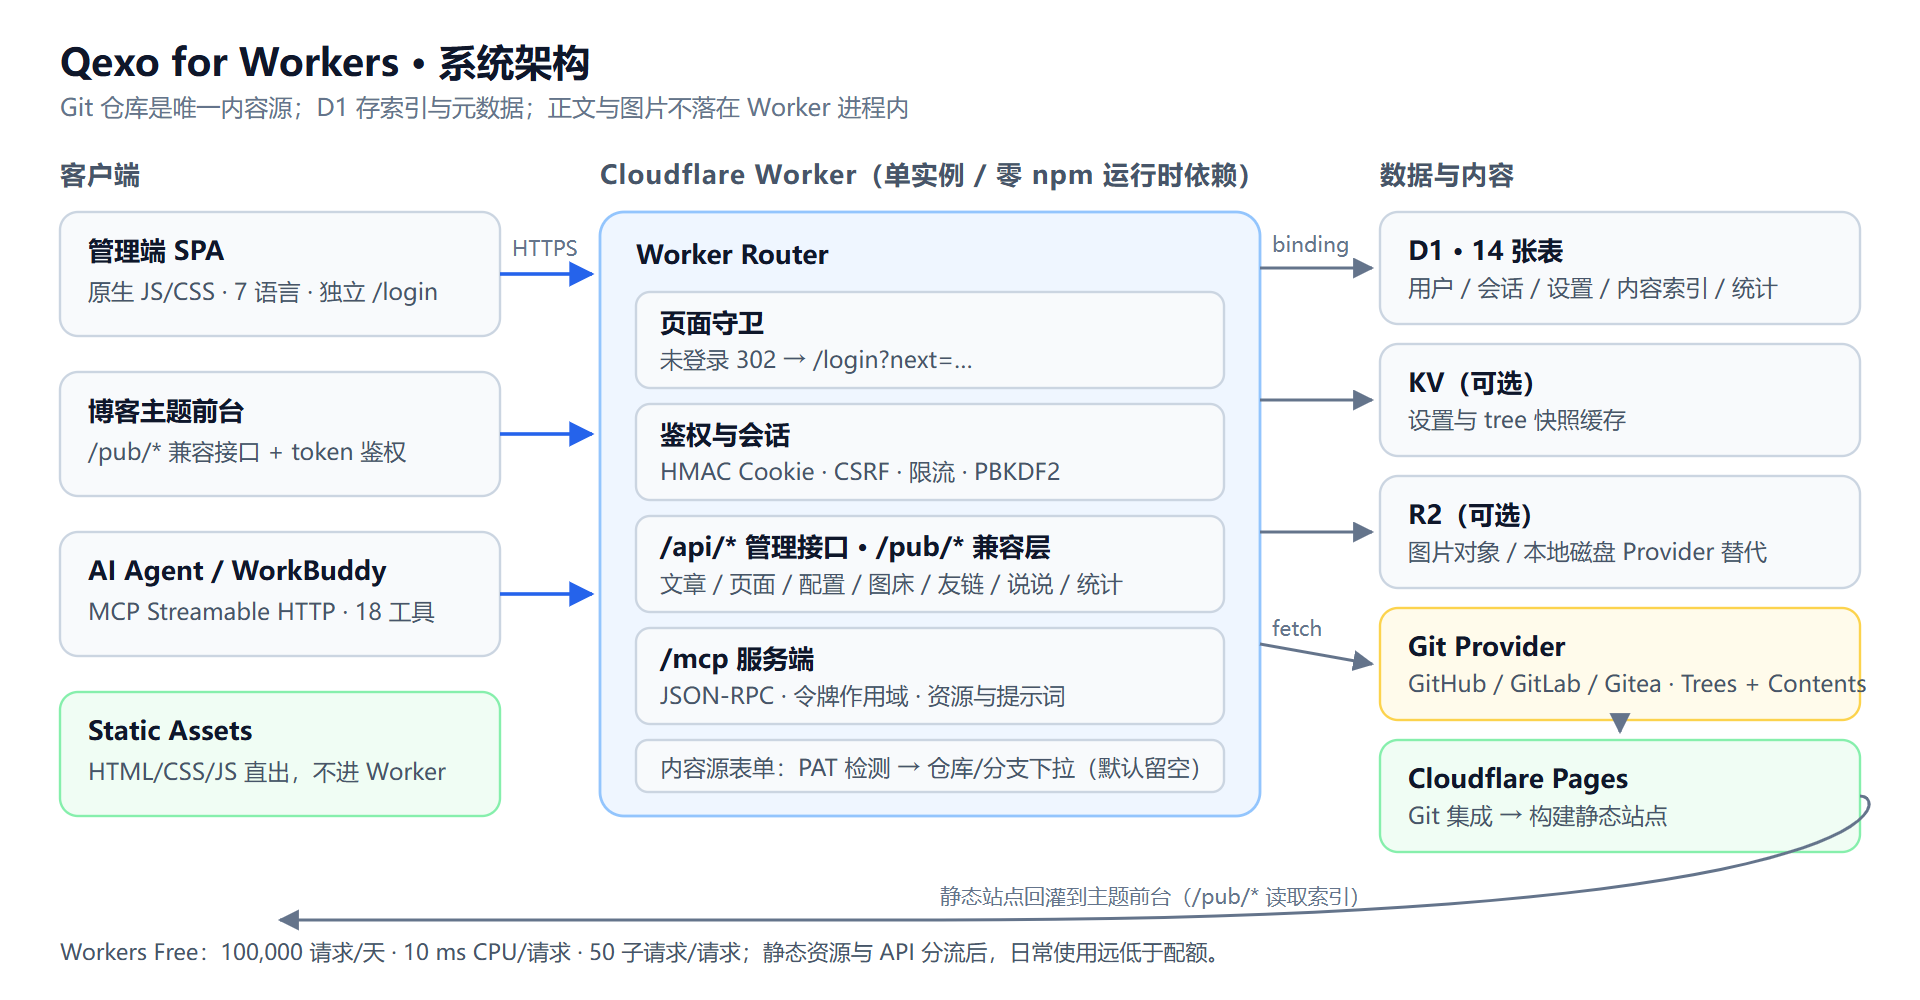 Qexo for Workers • 系统架构
Git 仓库是唯一内容源；D1 存索引与元数据；正文与图片不落在 Worker 进程内
客户端
管理端 SPA
原生 JS/CSS · 7 语言 · 独立 /login
博客主题前台
/pub/* 兼容接口 + token 鉴权
AI Agent / WorkBuddy
MCP Streamable HTTP · 18 工具
Static Assets
HTML/CSS/JS 直出，不进 Worker
HTTPS
Cloudflare Worker（单实例 / 零 npm 运行时依赖）
Worker Router
页面守卫
未登录 302 → /login?next=…
鉴权与会话
HMAC Cookie · CSRF · 限流 · PBKDF2
/api/* 管理接口 • /pub/* 兼容层
文章 / 页面 / 配置 / 图床 / 友链 / 说说 / 统计
/mcp 服务端
JSON-RPC · 令牌作用域 · 资源与提示词
内容源表单：PAT 检测 → 仓库/分支下拉（默认留空）
binding
fetch
数据与内容
D1 • 14 张表
用户 / 会话 / 设置 / 内容索引 / 统计
KV（可选）
设置与 tree 快照缓存
R2（可选）
图片对象 / 本地磁盘 Provider 替代
Git Provider
GitHub / GitLab / Gitea · Trees + Contents
Cloudflare Pages
Git 集成 → 构建静态站点
静态站点回灌到主题前台（/pub/* 读取索引）
Workers Free：100,000 请求/天 · 10 ms CPU/请求 · 50 子请求/请求；静态资源与 API 分流后，日常使用远低于配额。